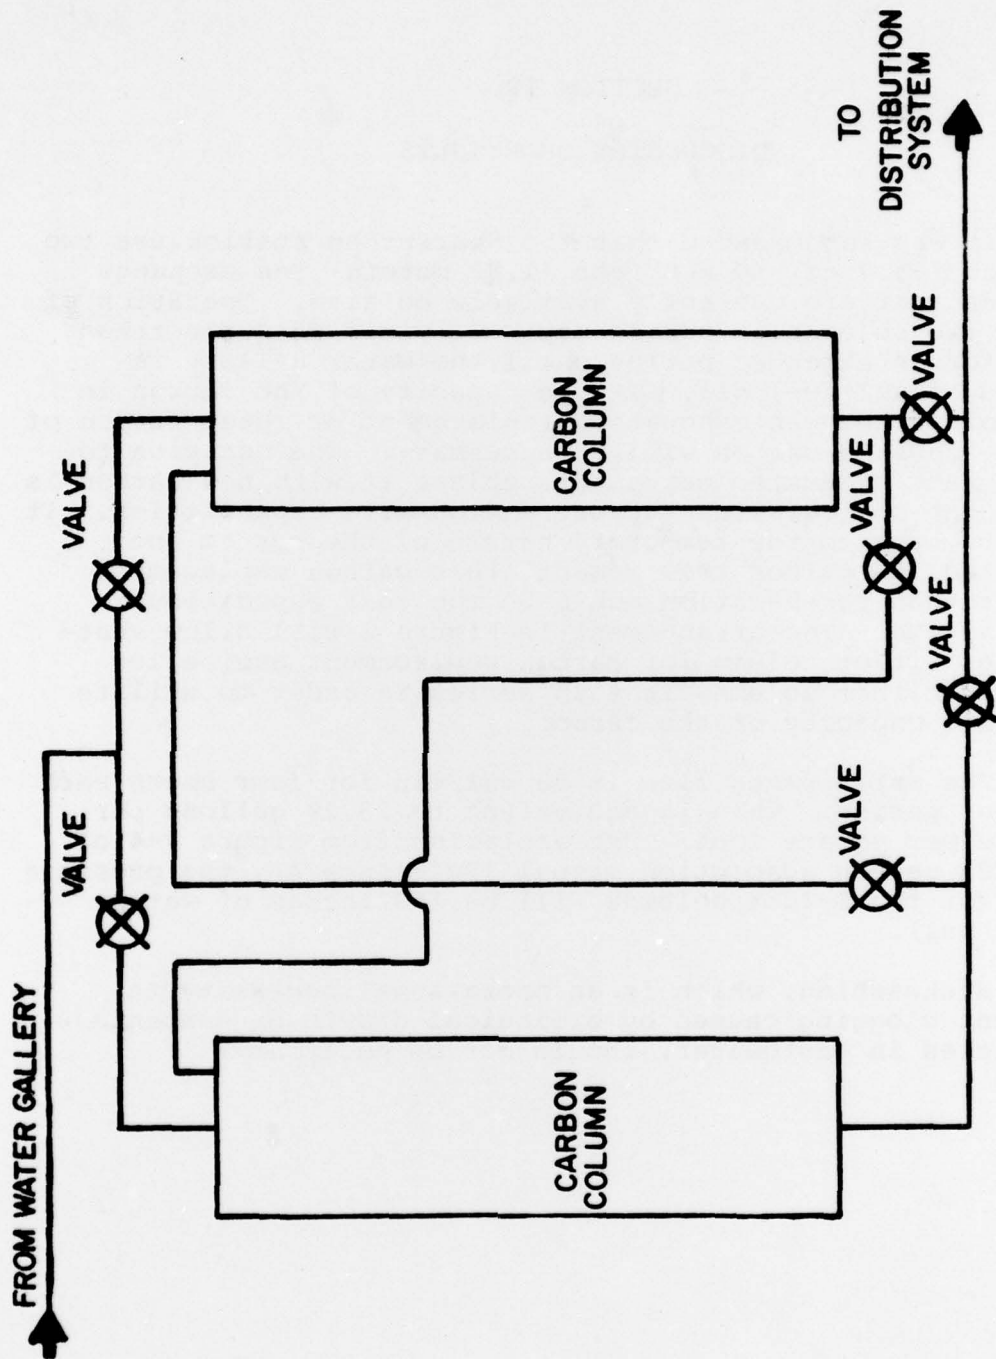 FROM WATER GALLERY
VALVE
VALVE
CARBON
COLUMN
CARBON
COLUMN
VALVE
VALVE
VALVE
VALVE
TO
DISTRIBUTION
SYSTEM